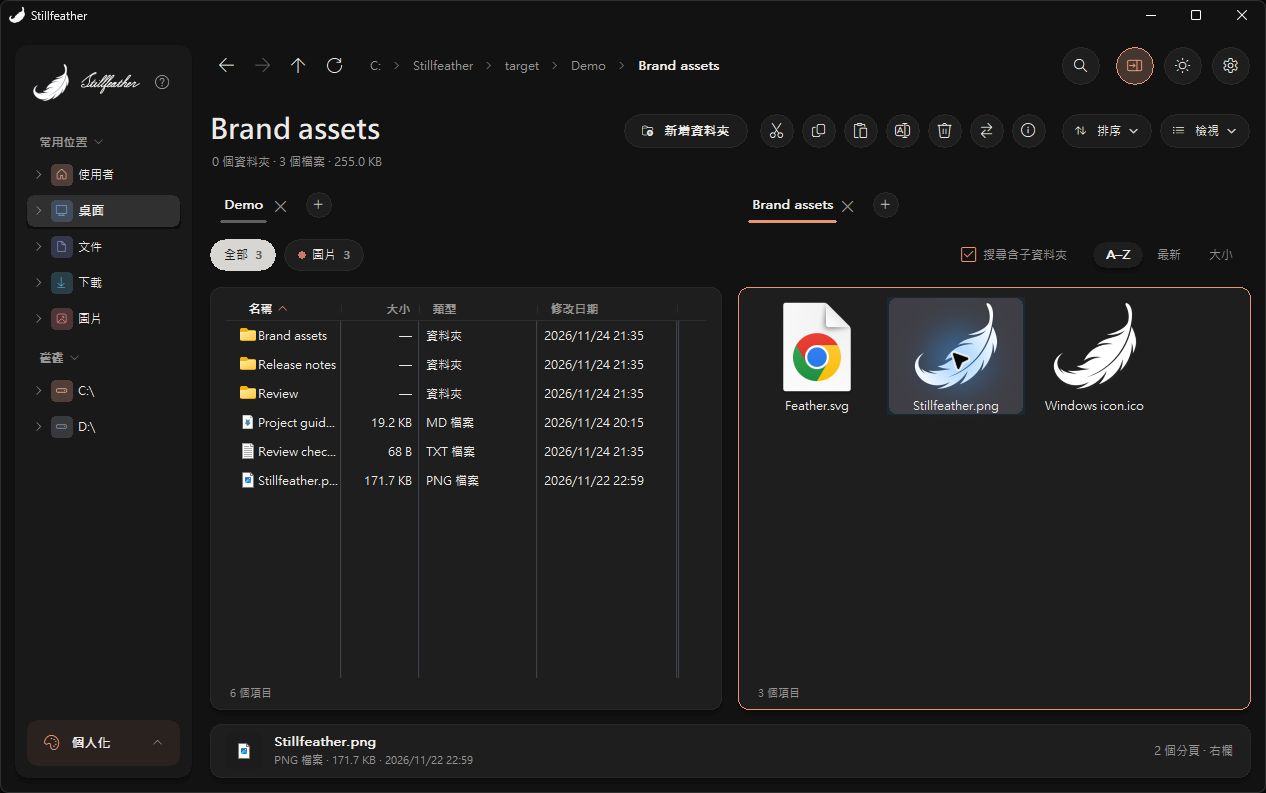 Stillfeather
Stillfeather
常用位置
使用者
桌面
文件
下載
圖片
C:\
D:\
個人化
C: > Stillfeather > target > Demo > Brand assets
Brand assets
0 個資料夾 · 3 個檔案 · 255.0 KB
新增資料夾
排序
檢視
Demo
全部 3
圖片 3
名稱 大小 類型 修改日期
Brand assets — 資料夾 2026/11/24 21:35
Release notes — 資料夾 2026/11/24 21:35
Review — 資料夾 2026/11/24 21:35
Project guid... 19.2 KB MD 檔案 2026/11/24 20:15
Review chec... 68 B TXT 檔案 2026/11/24 21:35
Stillfeather.p... 171.7 KB PNG 檔案 2026/11/22 22:59
6 個項目
Brand assets
搜尋含子資料夾
A–Z
最新
大小
Feather.svg
Stillfeather.png
Windows icon.ico
3 個項目
Stillfeather.png
PNG 檔案 · 171.7 KB · 2026/11/22 22:59
2 個分頁 · 右欄